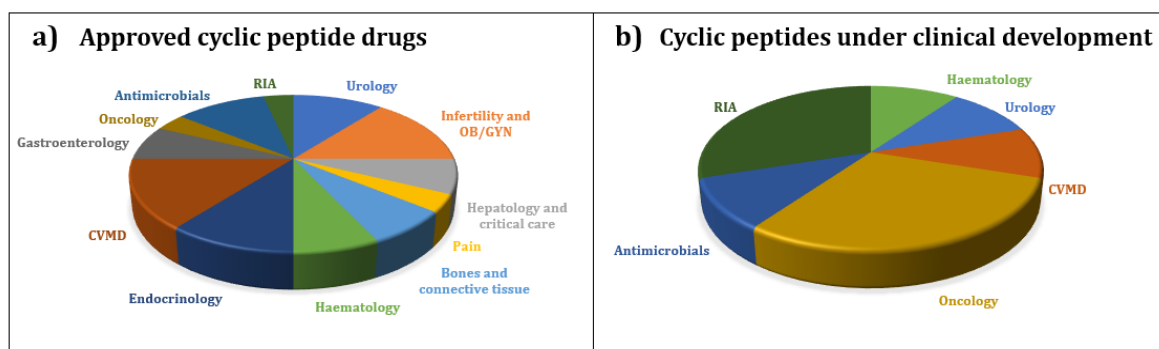 a) Approved cyclic peptide drugs
RIA
Urology
Antimicrobials
Infertility and
OB/GYN
Oncology
Gastroenterology
Hepatology and
critical care
CVMD
Pain
Bones and
connective tissue
Endocrinology
Haematology
b) Cyclic peptides under clinical development
Haematology
RIA
Urology
CVMD
Antimicrobials
Oncology